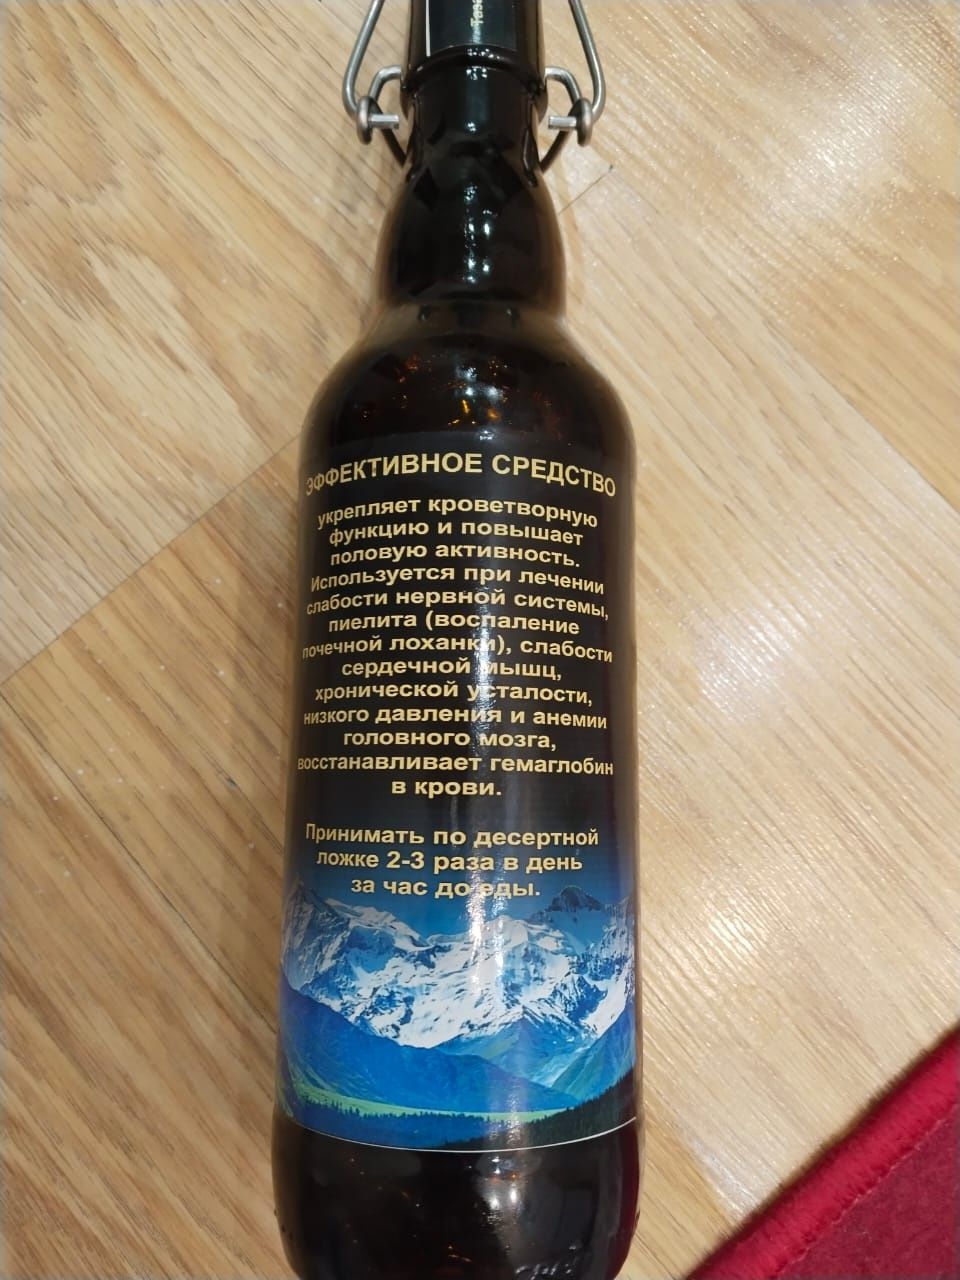 ЭФФЕКТИВНОЕ СРЕДСТВО
укрепляет кроветворную
функцию и повышает
половую активность.
Используется при лечении
слабости нервной системы,
пиелита (воспаление
почечной лоханки), слабости
сердечной мышц,
хронической усталости,
низкого давления и анемии
головного мозга,
восстанавливает гемаглобин
в крови.
Принимать по десертной
ложке 2-3 раза в день
за час до еды.